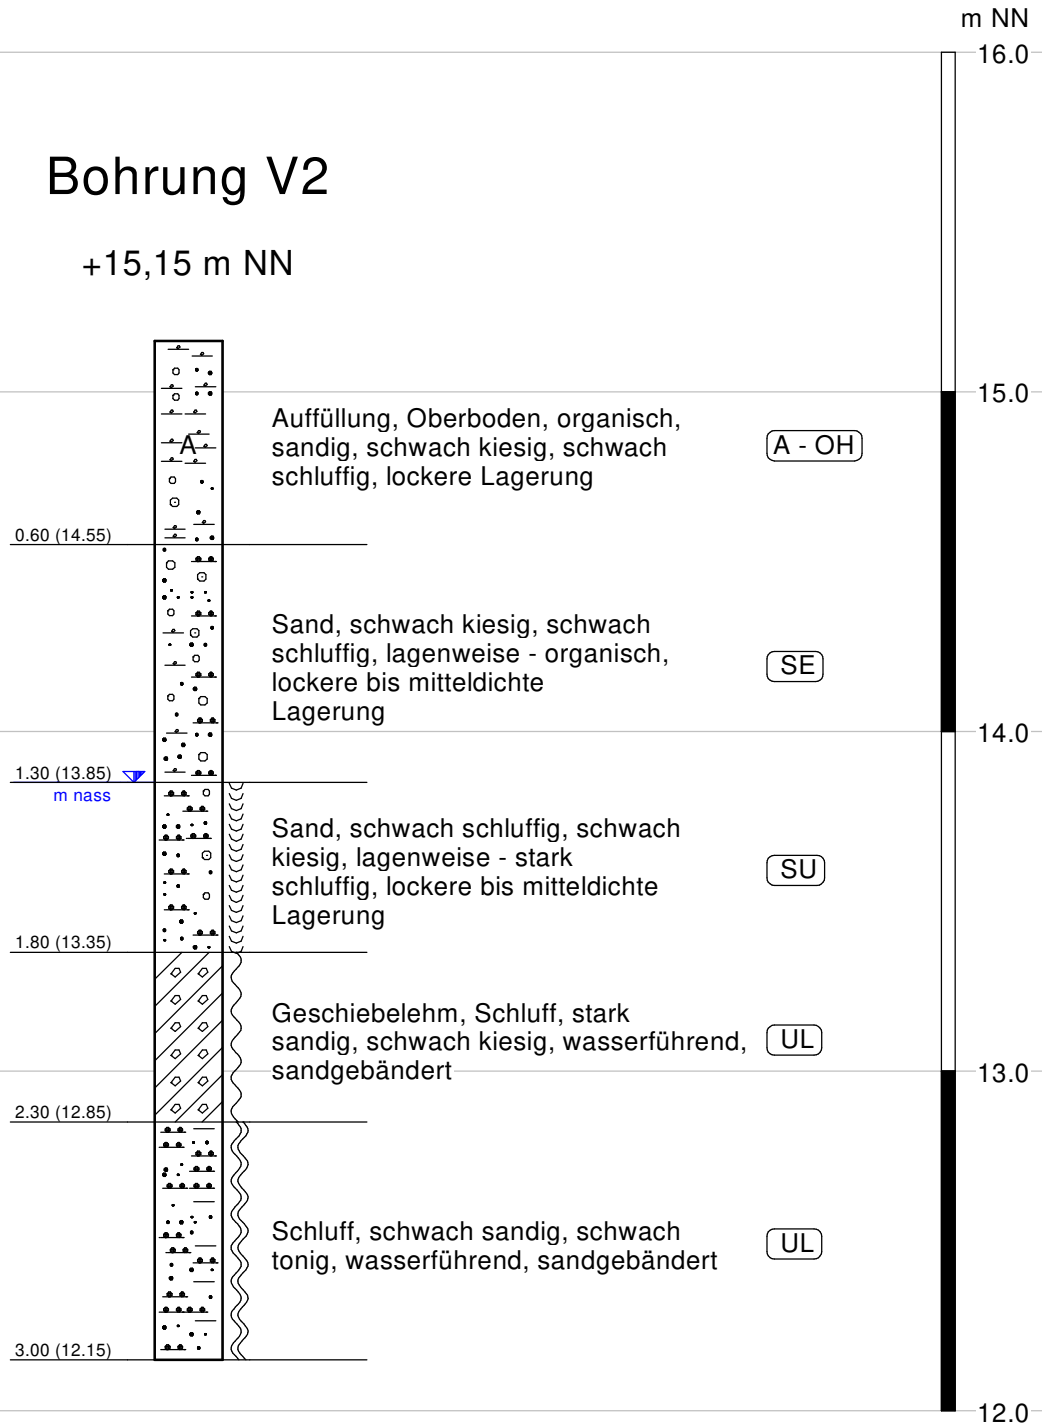 m NN
16.0
Bohrung V2
+15,15 m NN
15.0
Auffüllung, Oberboden, organisch,
sandig, schwach kiesig, schwach
schluffig, lockere Lagerung
A
A - OH
0.60 (14.55)
Sand, schwach kiesig, schwach
schluffig, lagenweise - organisch,
lockere bis mitteldichte
Lagerung
SE
14.0
1.30 (13.85)
m nass
Sand, schwach schluffig, schwach
kiesig, lagenweise - stark
schluffig, lockere bis mitteldichte
Lagerung
SU
1.80 (13.35)
Geschiebelehm, Schluff, stark
sandig, schwach kiesig, wasserführend,
sandgebändert
UL
13.0
2.30 (12.85)
Schluff, schwach sandig, schwach
tonig, wasserführend, sandgebändert
UL
3.00 (12.15)
12.0